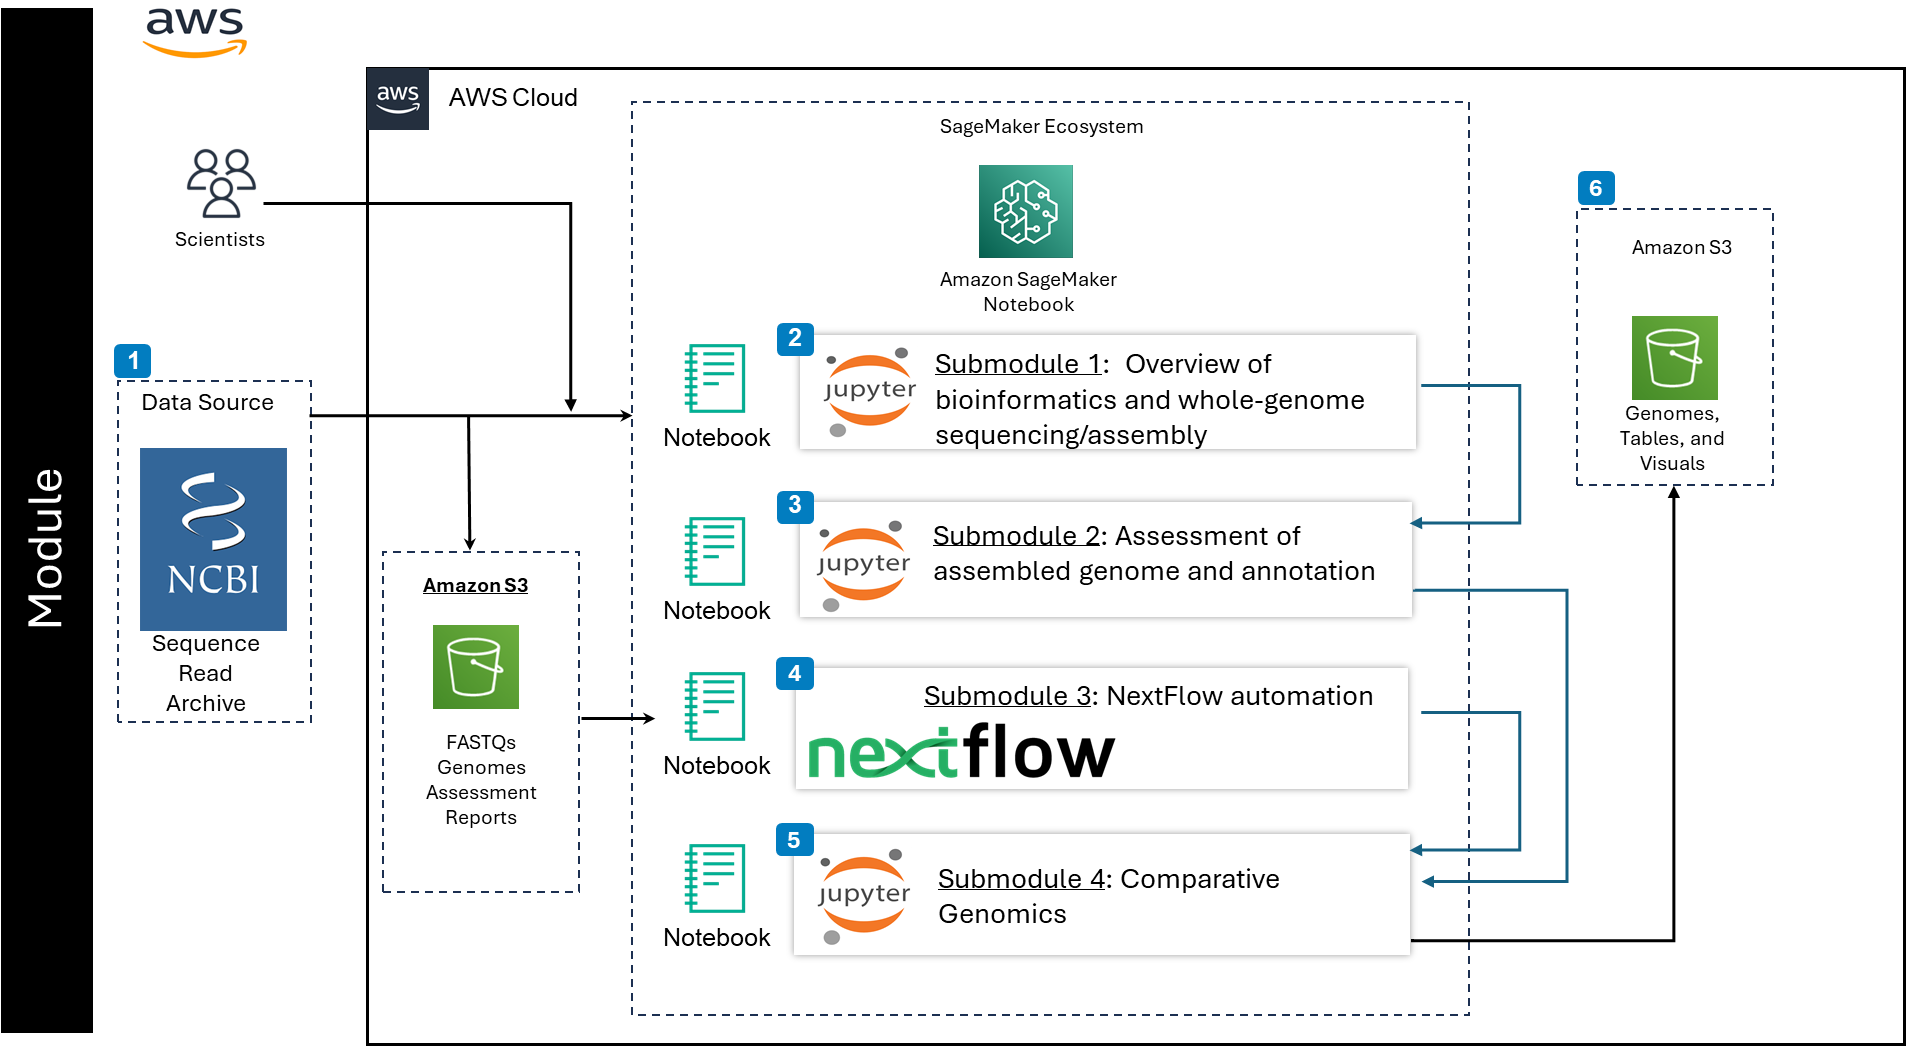 aws
Module
aws
AWS Cloud
SageMaker Ecosystem
Amazon SageMaker
Notebook
Scientists
1
Data Source
NCBI
Sequence
Read
Archive
Amazon S3
FASTQs
Genomes
Assessment
Reports
Notebook
2
jupyter
Submodule 1: Overview of
bioinformatics and whole-genome
sequencing/assembly
Notebook
3
jupyter
Submodule 2: Assessment of
assembled genome and annotation
Notebook
4
Submodule 3: NextFlow automation
nextflow
Notebook
5
jupyter
Submodule 4: Comparative
Genomics
6
Amazon S3
Genomes,
Tables, and
Visuals